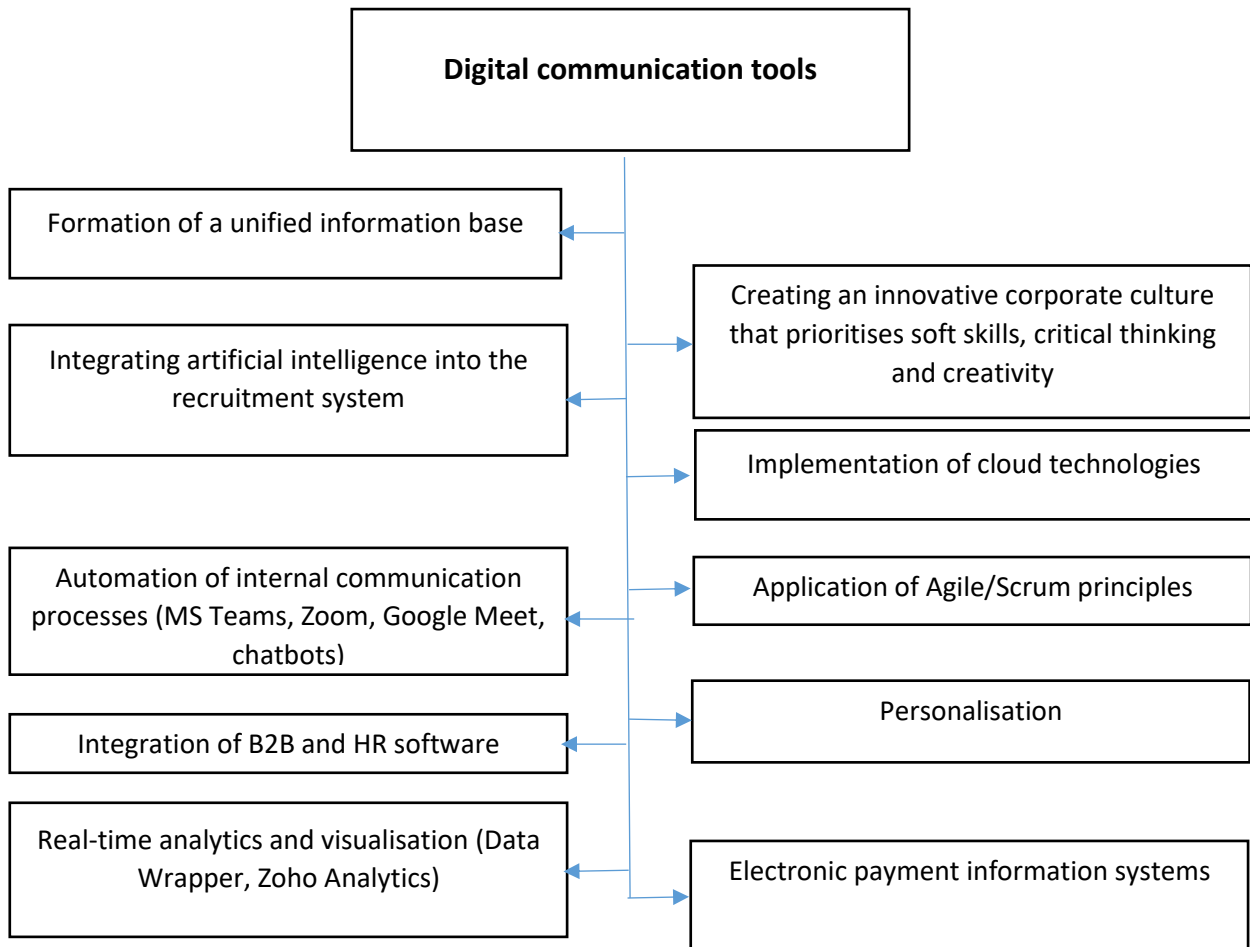 Digital communication tools
Formation of a unified information base
Creating an innovative corporate culture
that prioritises soft skills, critical thinking
and creativity
Integrating artificial intelligence into the
recruitment system
Implementation of cloud technologies
Automation of internal communication
processes (MS Teams, Zoom, Google Meet,
chatbots)
Application of Agile/Scrum principles
Personalisation
Integration of B2B and HR software
Real-time analytics and visualisation (Data
Wrapper, Zoho Analytics)
Electronic payment information systems